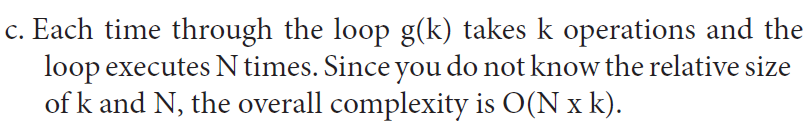 c. Each time through the loop g(k) takes k operations and the
loop executes N times. Since you do not know the relative size
of k and N, the overall complexity is O(N x k).